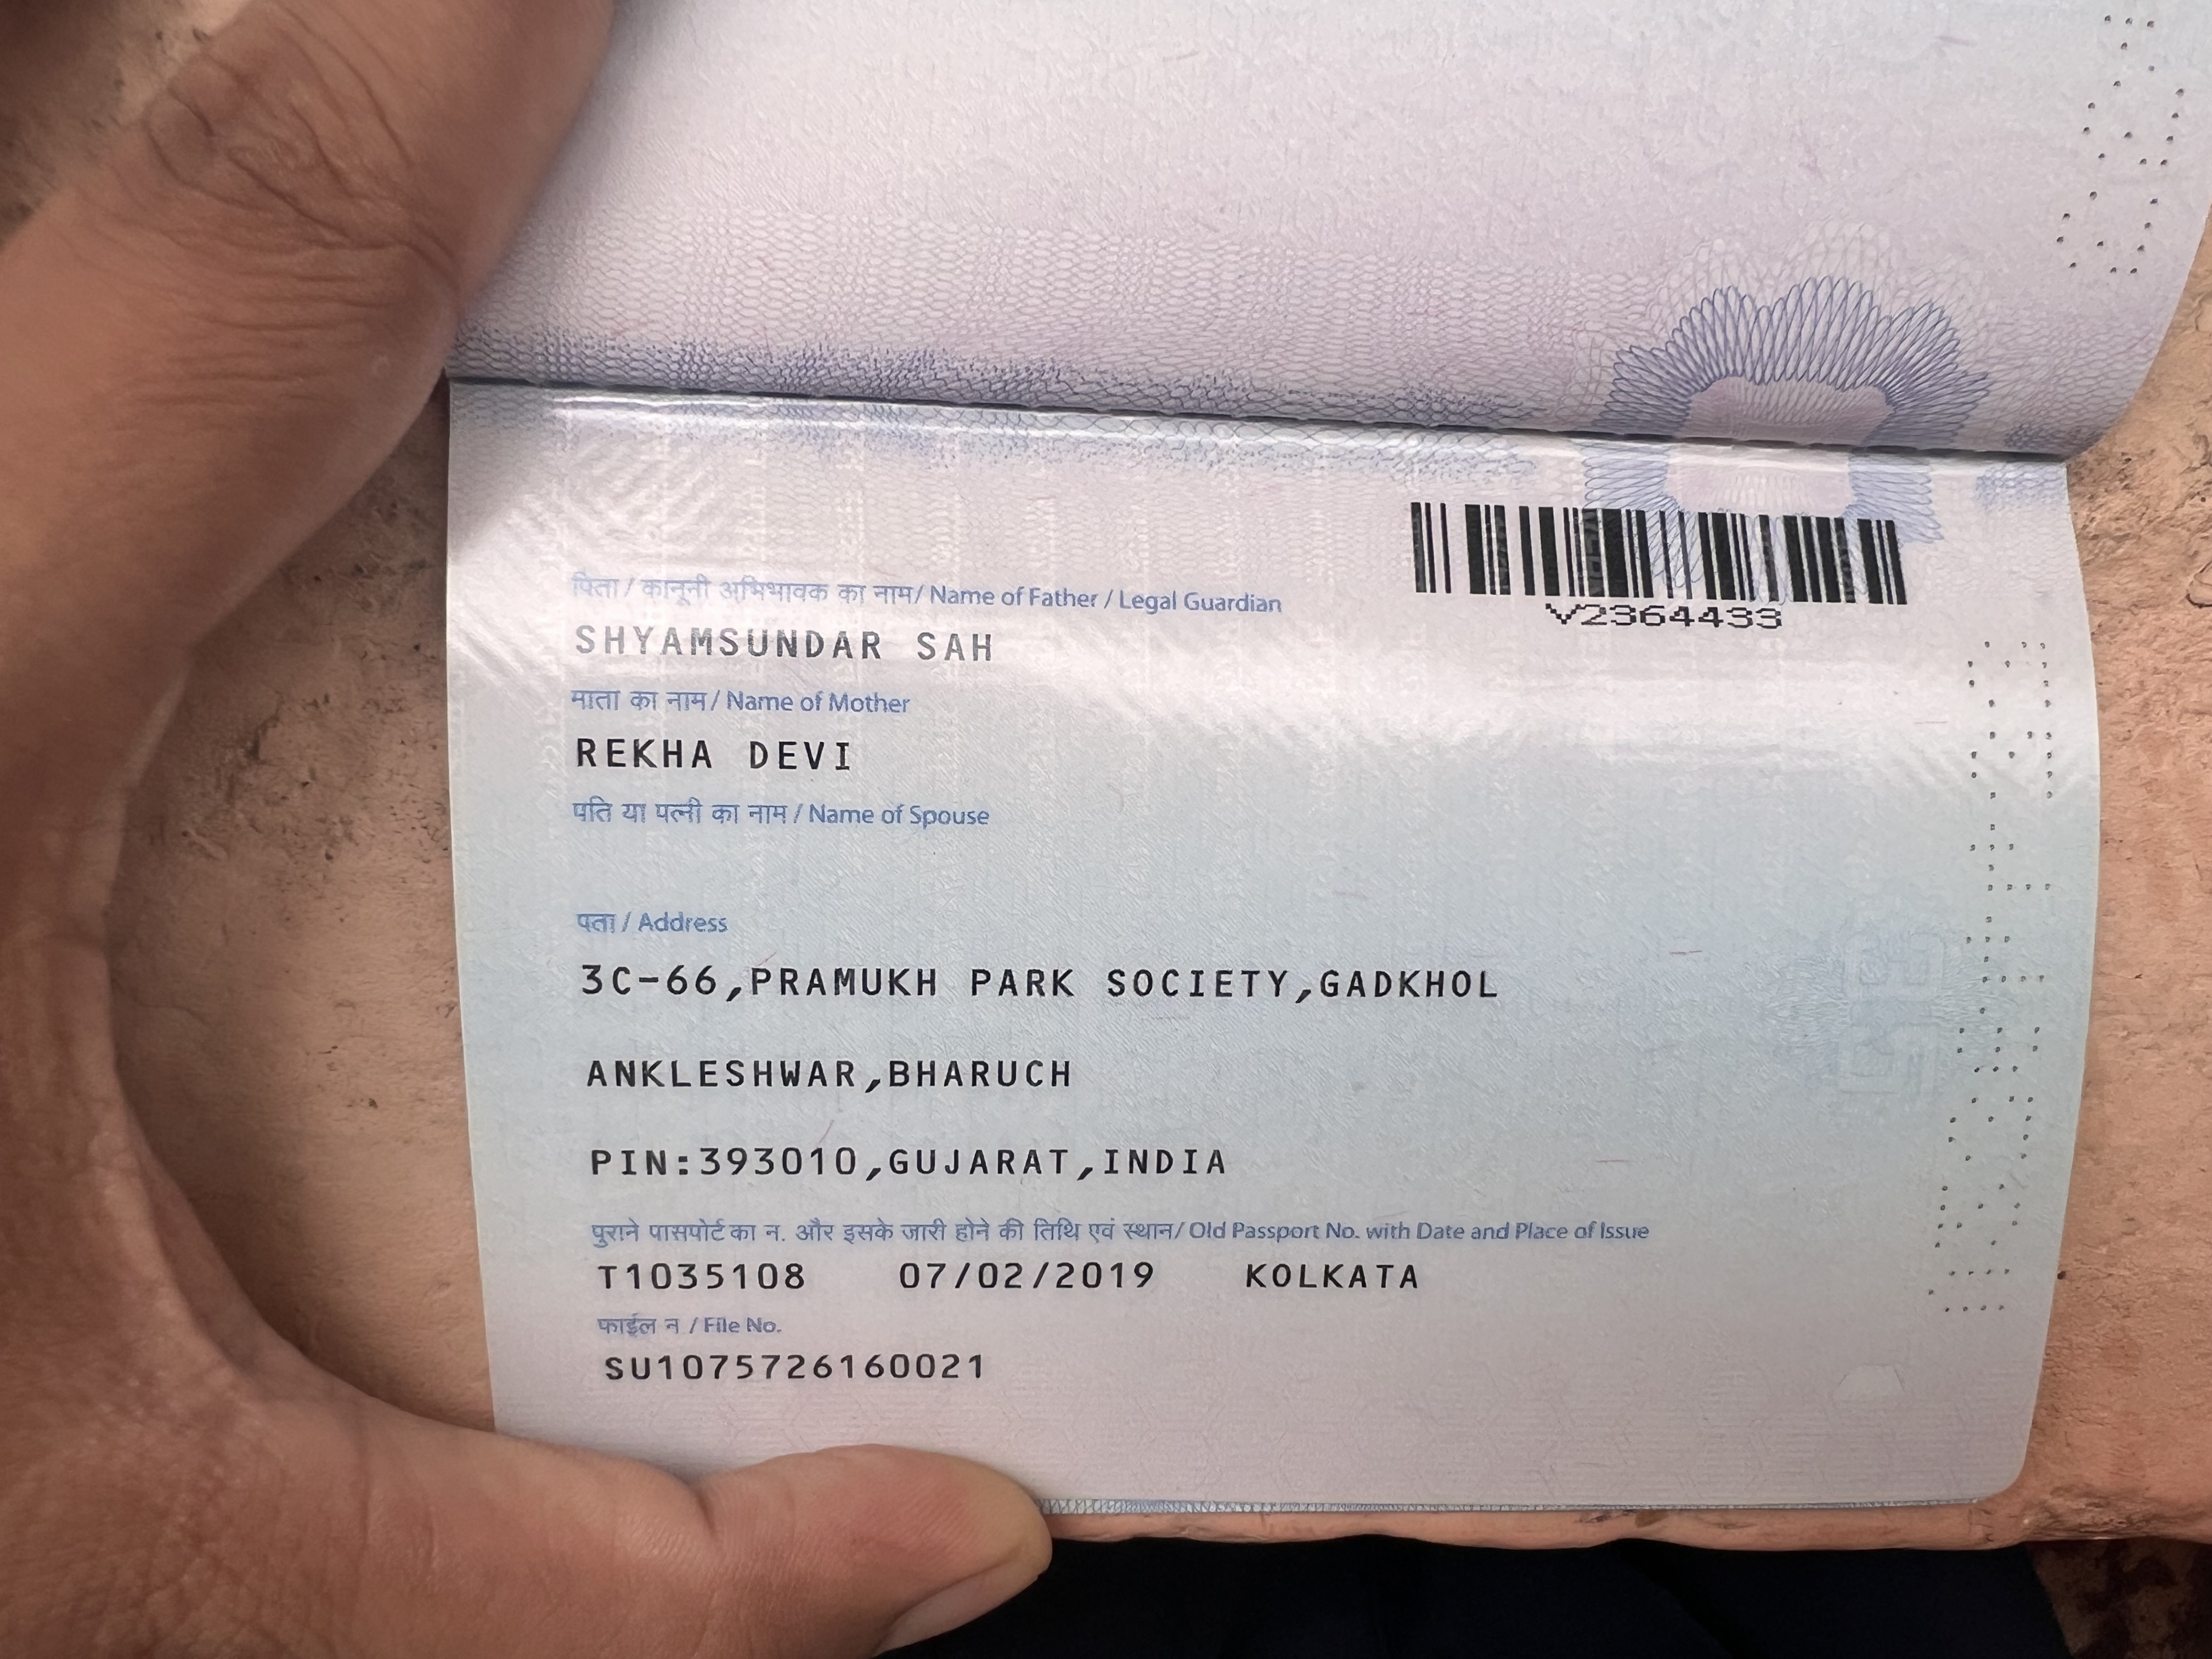 पिता / कानूनी अभिभावक का नाम / Name of Father / Legal Guardian
SHYAMSUNDAR SAH
V2364433
माता का नाम / Name of Mother
REKHA DEVI
पति या पत्नी का नाम / Name of Spouse
पता / Address
3C-66,PRAMUKH PARK SOCIETY,GADKHOL
ANKLESHWAR,BHARUCH
PIN:393010,GUJARAT,INDIA
पुराने पासपोर्ट का न. और इसके जारी होने की तिथि एवं स्थान / Old Passport No. with Date and Place of Issue
T1035108 07/02/2019 KOLKATA
फाईल न / File No.
SU1075726160021